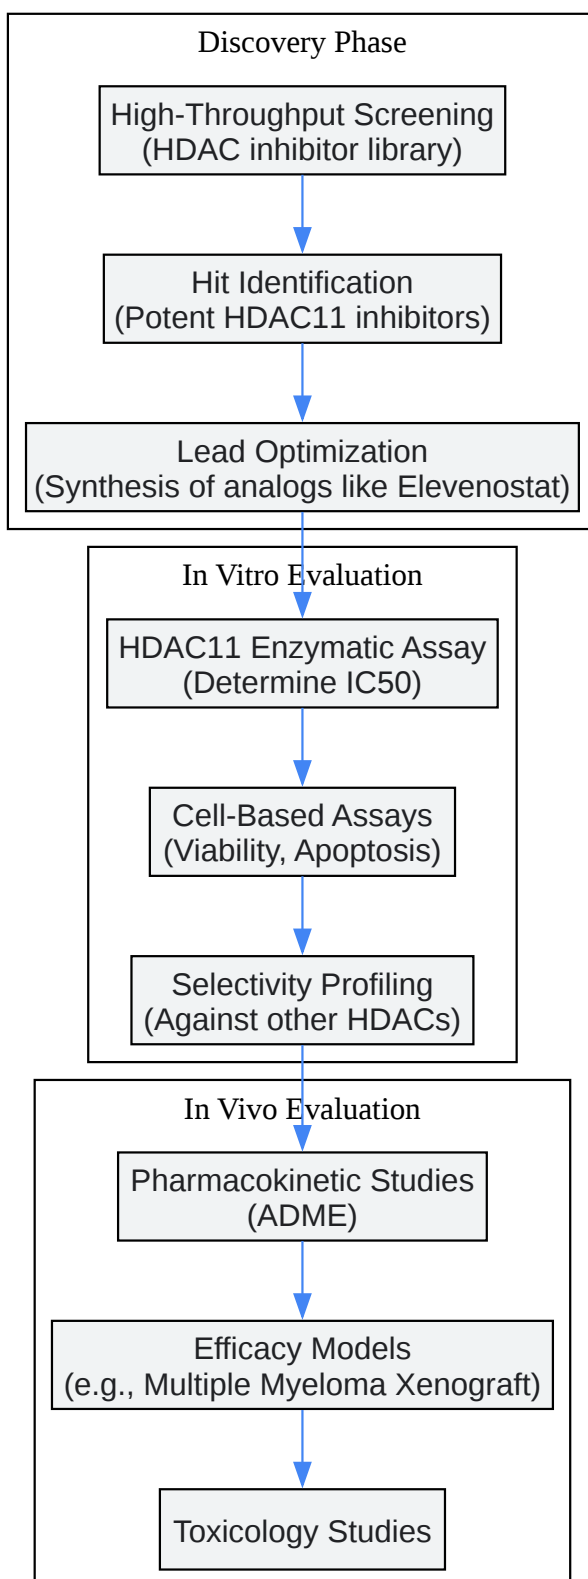 Discovery Phase
High-Throughput Screening
(HDAC inhibitor library)
Hit Identification
(Potent HDAC11 inhibitors)
Lead Optimization
(Synthesis of analogs like Elevenostat)
In Vitro Evaluation
HDAC11 Enzymatic Assay
(Determine IC50)
Cell-Based Assays
(Viability, Apoptosis)
Selectivity Profiling
(Against other HDACs)
In Vivo Evaluation
Pharmacokinetic Studies
(ADME)
Efficacy Models
(e.g., Multiple Myeloma Xenograft)
Toxicology Studies